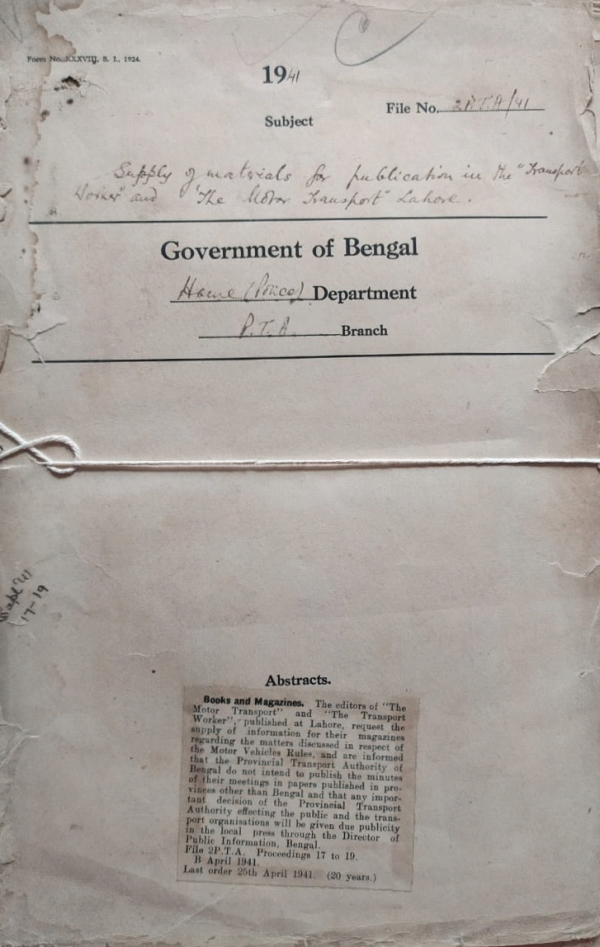 Form No. XXXVIII, S. I., 1924.
1941
File No. 2P.T.A/41
Subject
Supply of materials for publication in the "Transport
Worker" and "The Motor Transport" Lahore.
Government of Bengal
Home (Police) Department
P.T.A. Branch
Sept '41
17-19
Abstracts.
Books and Magazines. The editors of "The
Motor Transport" and "The Transport
Worker", published at Lahore, request the
supply of information for their magazines
regarding the matters discussed in respect of
the Motor Vehicles Rules, and are informed
that the Provincial Transport Authority of
Bengal do not intend to publish the minutes
of their meetings in papers published in pro-
vinces other than Bengal and that any impor-
tant decision of the Provincial Transport
Authority effecting the public and the trans-
port organisations will be given due publicity
in the local press through the Director of
Public Information, Bengal.
File 2P.T.A. Proceedings 17 to 19.
B April 1941.
Last order 25th April 1941. (20 years.)